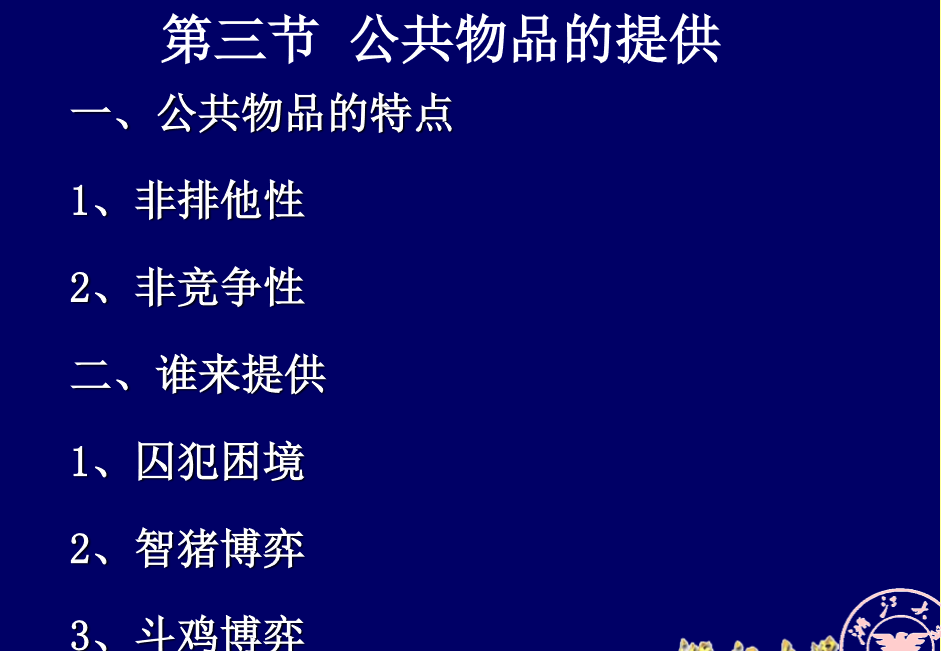 第三节 公共物品的提供
一、公共物品的特点
1、非排他性
2、非竞争性
二、谁来提供
1、囚犯困境
2、智猪博弈
3、斗鸡博弈